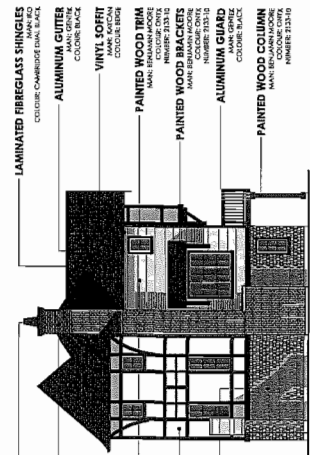 LAMINATED FIBREGLASS SHINGLES
MAN: IKO
COLOUR: CAMBRIDGE DUAL BLACK
ALUMINUM GUTTER
MAN: GENTEK
COLOUR: BLACK
VINYL SOFFIT
MAN: KAYCAN
COLOUR: BEIGE
PAINTED WOOD TRIM
MAN: BENJAMIN MOORE
COLOUR: ONYX
NUMBER: 2133-10
PAINTED WOOD BRACKETS
MAN: BENJAMIN MOORE
COLOUR: ONYX
NUMBER: 2133-10
ALUMINUM GUARD
MAN: GENTEK
COLOUR: BLACK
PAINTED WOOD COLUMN
MAN: BENJAMIN MOORE
COLOUR: ONYX
NUMBER: 2133-10